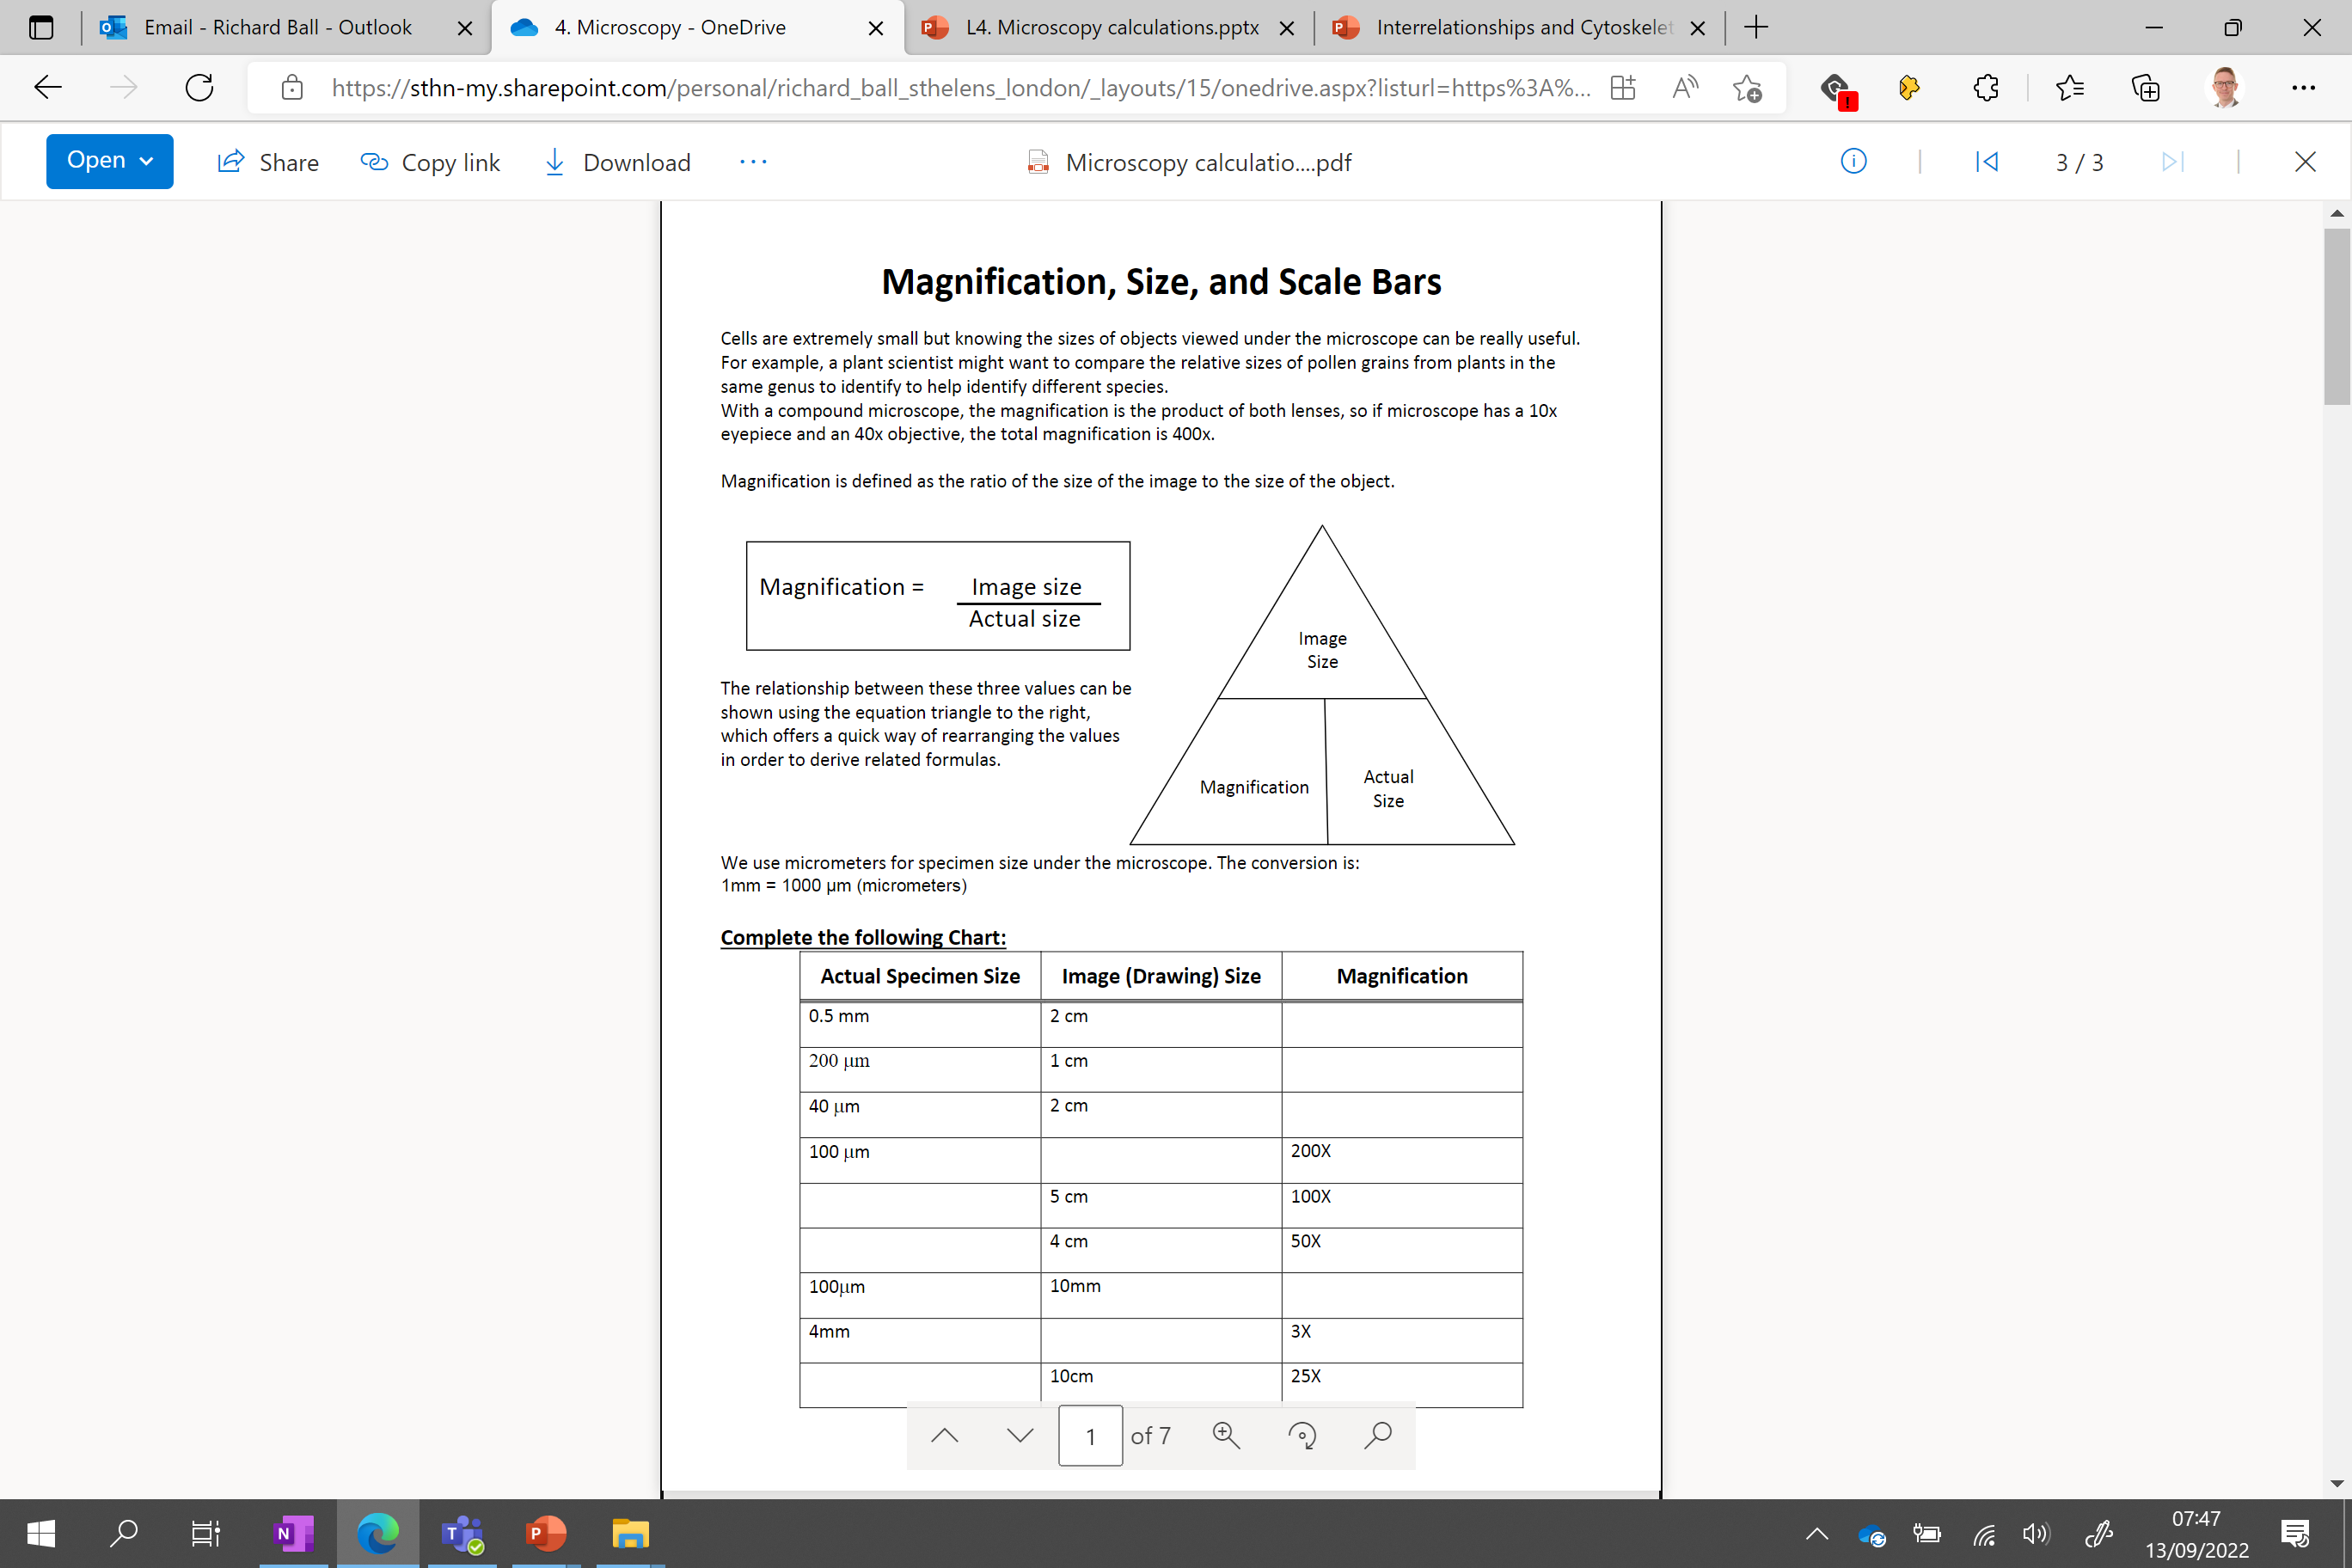 Email - Richard Ball - Outlook
4. Microscopy - OneDrive
L4. Microscopy calculations.pptx
Interrelationships and Cytoskelet
https://sthn-my.sharepoint.com/personal/richard_ball_sthelens_london/_layouts/15/onedrive.aspx?listurl=https%3A%...
Open
Share
Copy link
Download
Microscopy calculatio....pdf
3 / 3
Magnification, Size, and Scale Bars
Cells are extremely small but knowing the sizes of objects viewed under the microscope can be really useful.
For example, a plant scientist might want to compare the relative sizes of pollen grains from plants in the
same genus to identify to help identify different species.
With a compound microscope, the magnification is the product of both lenses, so if microscope has a 10x
eyepiece and an 40x objective, the total magnification is 400x.
Magnification is defined as the ratio of the size of the image to the size of the object.
Magnification = Image size
Actual size
Image
Size
The relationship between these three values can be
shown using the equation triangle to the right,
which offers a quick way of rearranging the values
in order to derive related formulas.
Magnification
Actual
Size
We use micrometers for specimen size under the microscope. The conversion is:
1mm = 1000 µm (micrometers)
Complete the following Chart:
Actual Specimen Size Image (Drawing) Size Magnification
0.5 mm 2 cm
200 µm 1 cm
40 µm 2 cm
100 µm 200X
5 cm 100X
4 cm 50X
100µm 10mm
4mm 3X
10cm 25X
1 of 7
07:47
13/09/2022